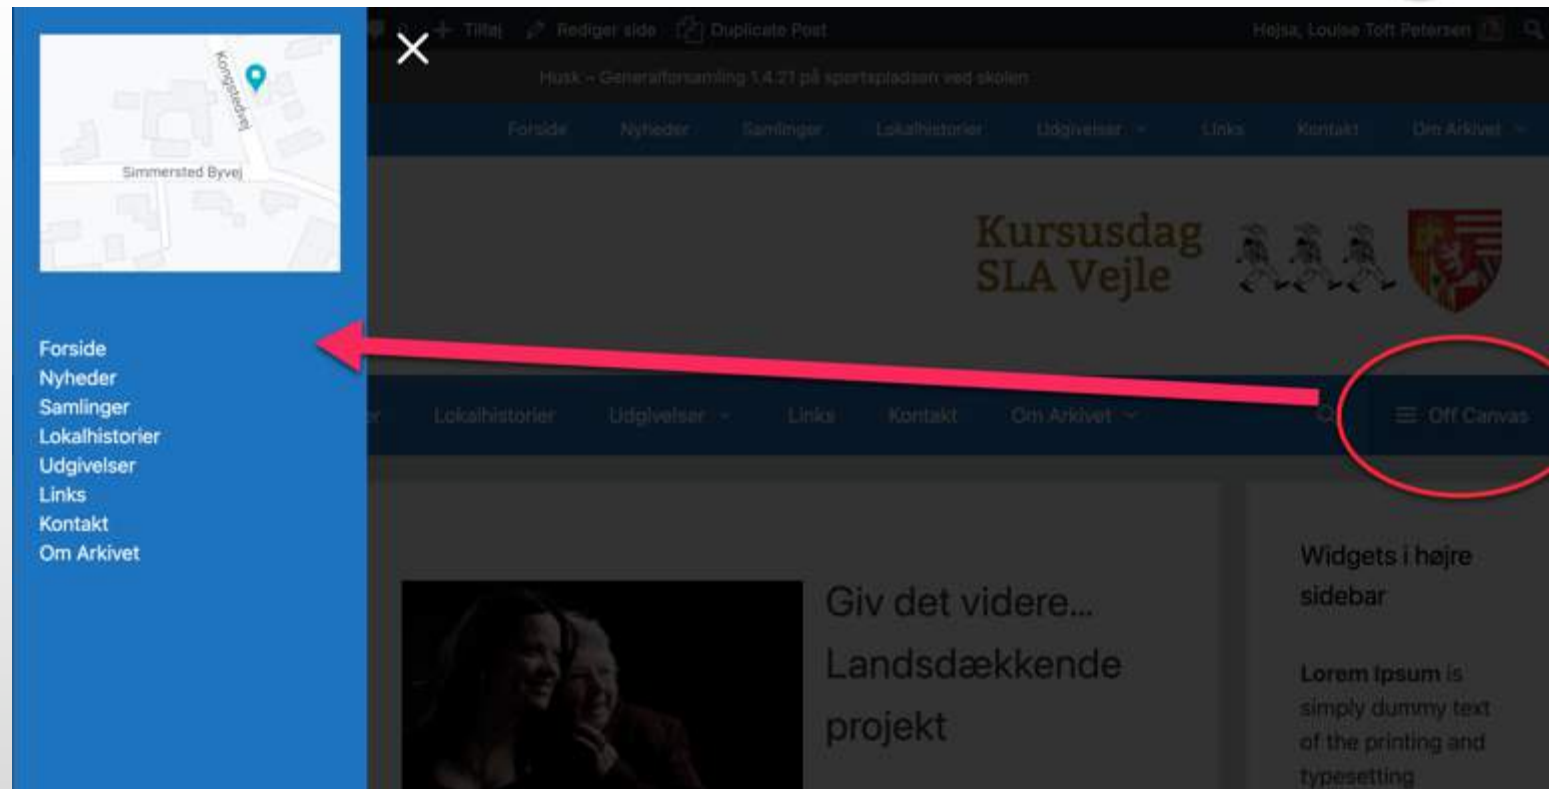 Kongstedvej
Simmersted Byvej
Forside
Nyheder
Samlinger
Lokalhistorier
Udgivelser
Links
Kontakt
Om Arkivet
Tilføj Rediger side Duplicate Post
Hejsa, Louise Toft Petersen
Husk – Generalforsamling 1.4.21 på sportspladsen ved skolen
Forside Nyheder Samlinger Lokalhistorier Udgivelser Links Kontakt Om Arkivet
Kursusdag
SLA Vejle
Lokalhistorier Udgivelser Links Kontakt Om Arkivet Off Canvas
Giv det videre...
Landsdækkende
projekt
Widgets i højre
sidebar
Lorem Ipsum is
simply dummy text
of the printing and
typesetting